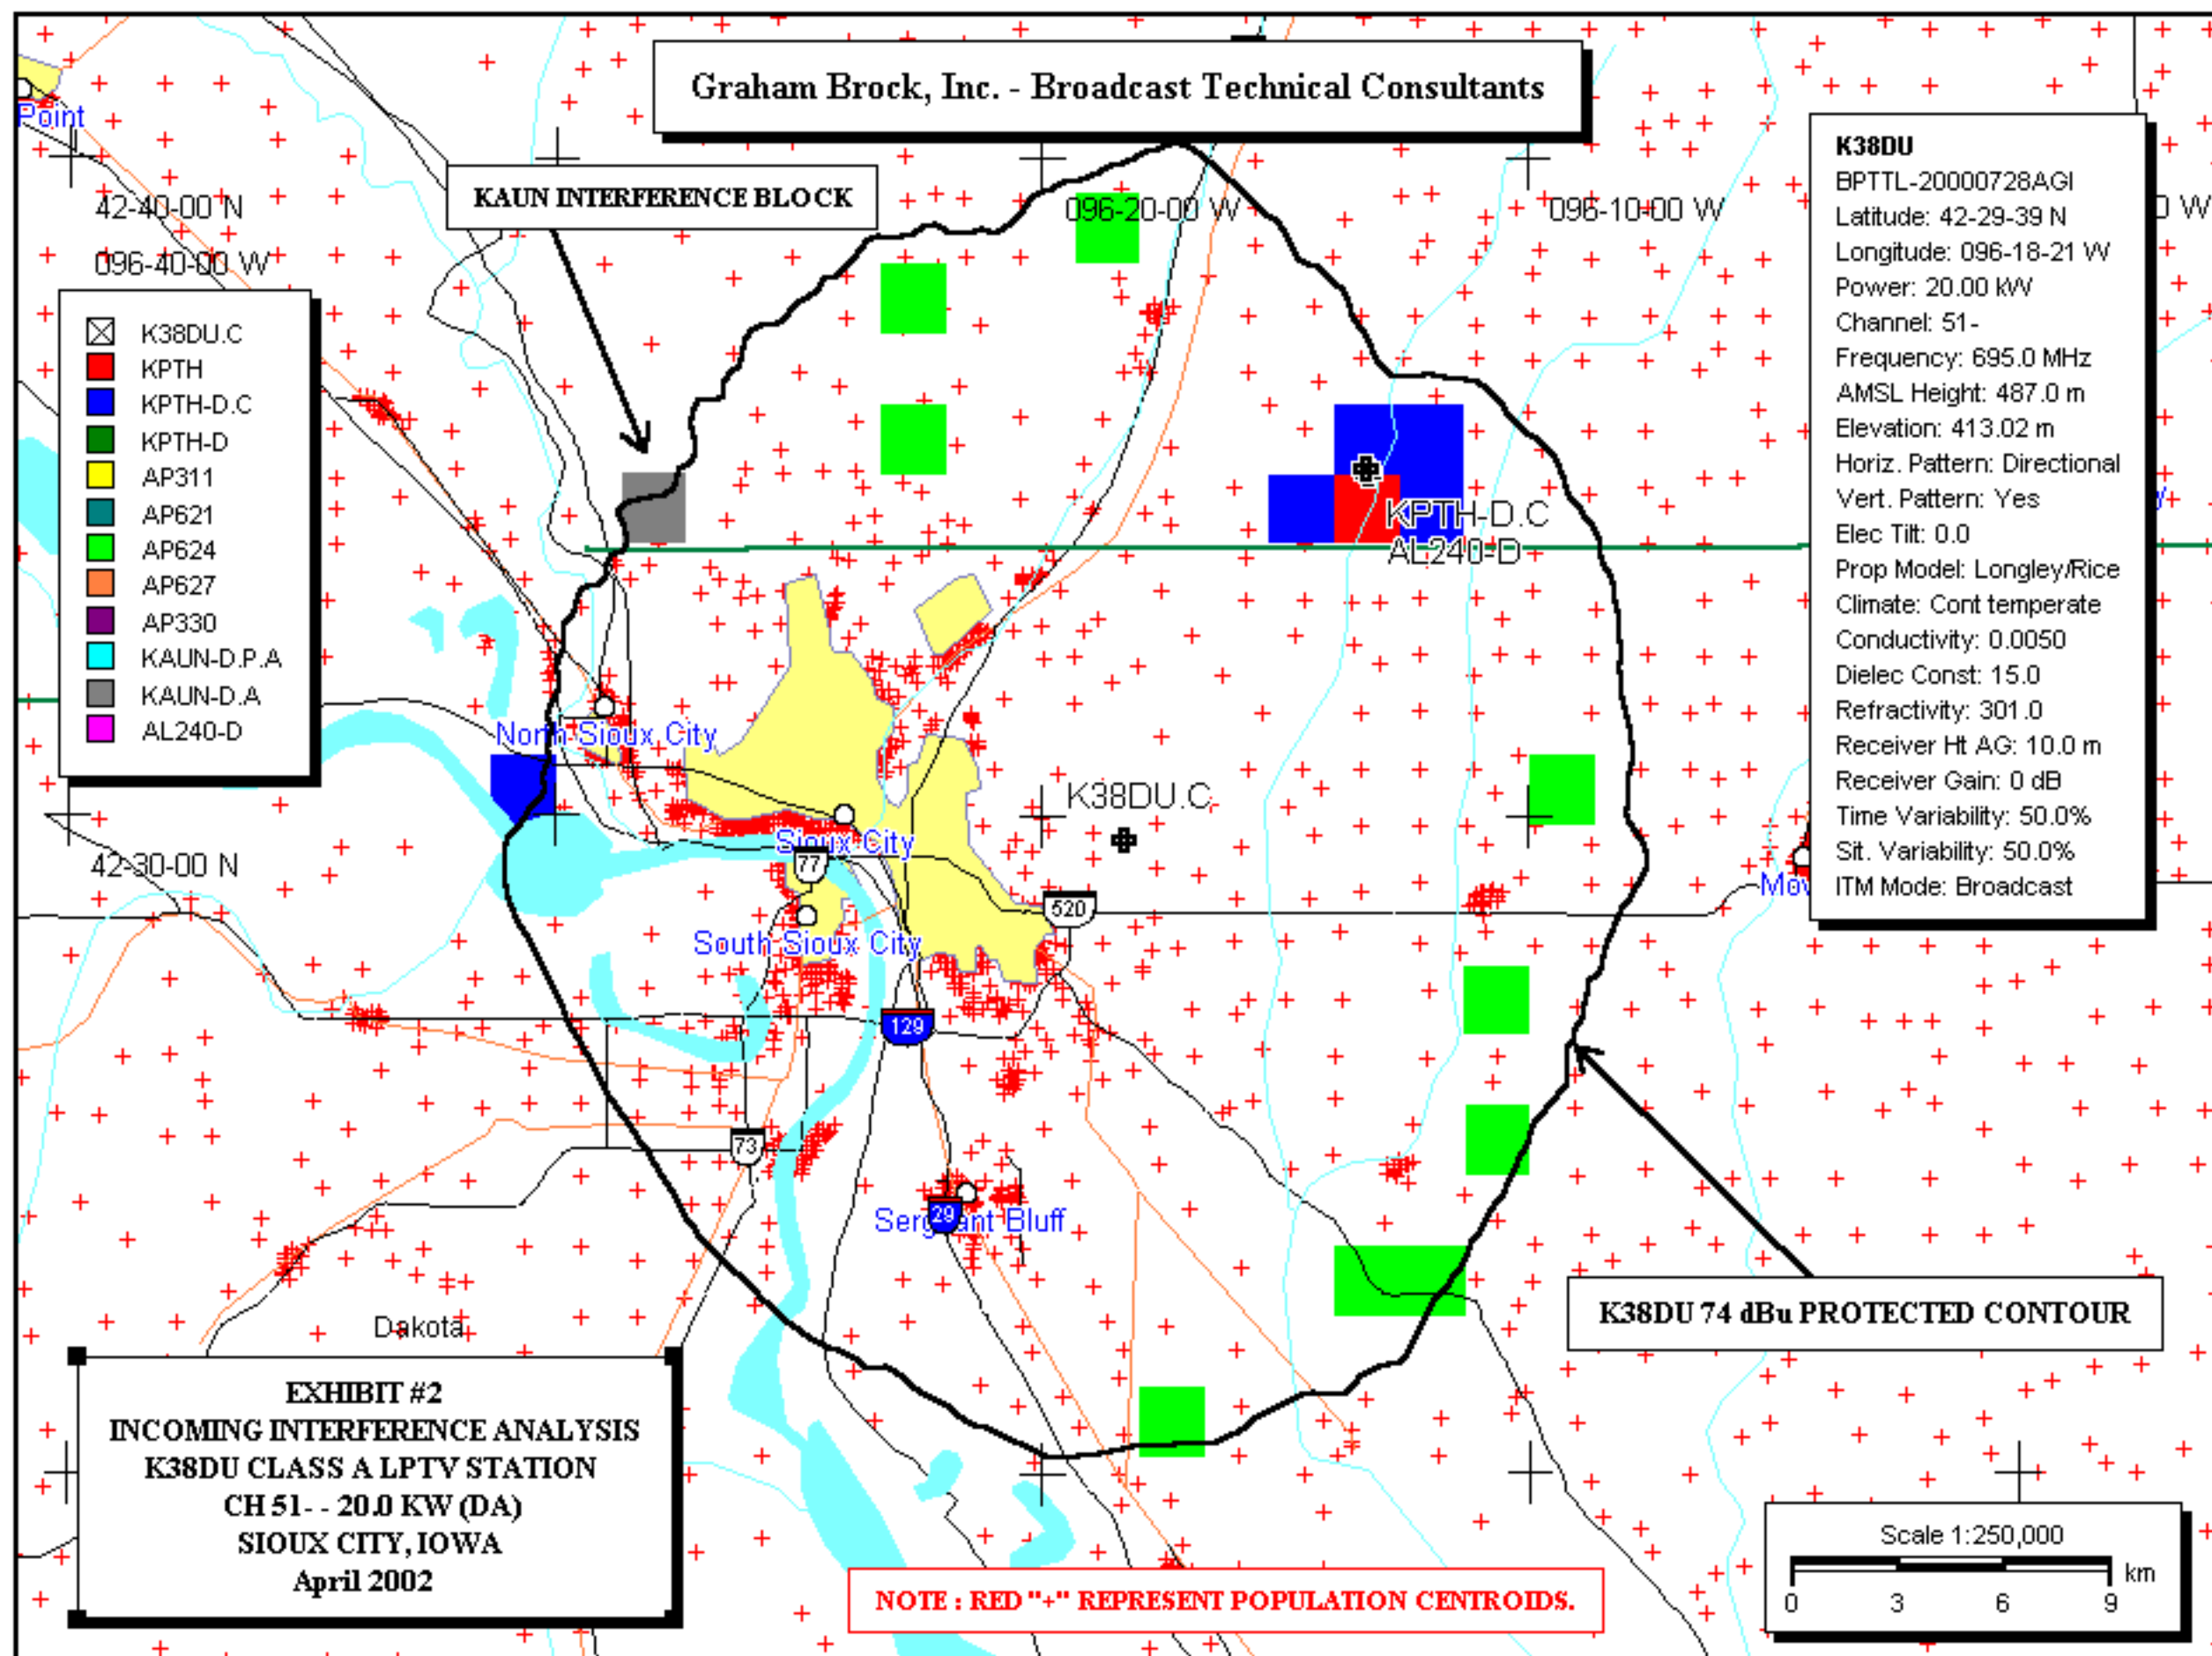 Graham Brock, Inc. - Broadcast Technical Consultants
Point
KAUN INTERFERENCE BLOCK
42-40-00 N
096-40-00 W
096-20-00 W
096-10-00 W
0 W
K38DU
BPTTL-20000728AGI
Latitude: 42-29-39 N
Longitude: 096-18-21 W
Power: 20.00 kW
Channel: 51-
Frequency: 695.0 MHz
AMSL Height: 487.0 m
Elevation: 413.02 m
Horiz. Pattern: Directional
Vert. Pattern: Yes
Elec Tilt: 0.0
Prop Model: Longley/Rice
Climate: Cont temperate
Conductivity: 0.0050
Dielec Const: 15.0
Refractivity: 301.0
Receiver Ht AG: 10.0 m
Receiver Gain: 0 dB
Time Variability: 50.0%
Sit. Variability: 50.0%
ITM Mode: Broadcast
K38DU.C
KPTH
KPTH-D.C
KPTH-D
AP311
AP621
AP624
AP627
AP330
KAUN-D.P.A
KAUN-D.A
AL240-D
KPTH-D.C
AL240-D
North Sioux City
K38DU.C
Sioux City
77
42-30-00 N
Mov
520
South Sioux City
129
73
29
Sergeant Bluff
K38DU 74 dBu PROTECTED CONTOUR
Dakota
EXHIBIT #2
INCOMING INTERFERENCE ANALYSIS
K38DU CLASS A LPTV STATION
CH 51- - 20.0 KW (DA)
SIOUX CITY, IOWA
April 2002
NOTE : RED "+" REPRESENT POPULATION CENTROIDS.
Scale 1:250,000
km
0 3 6 9